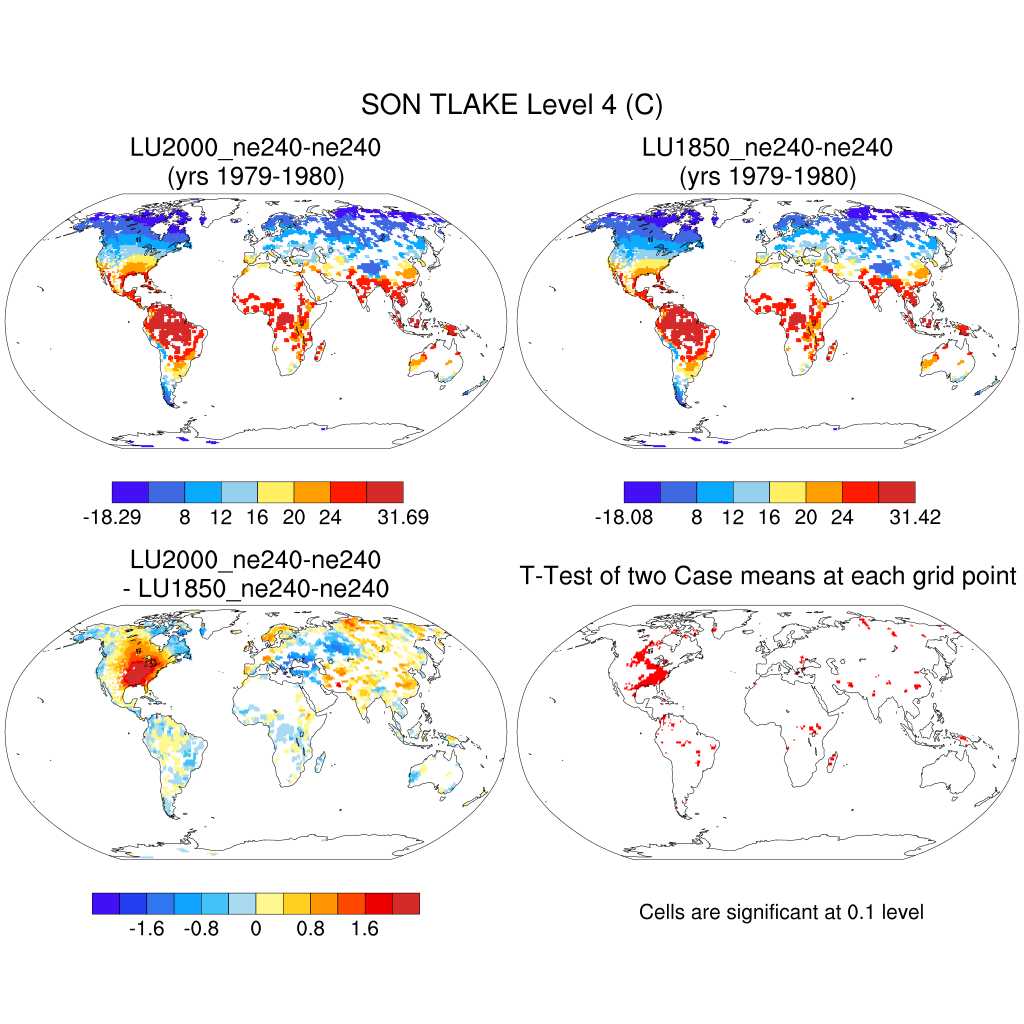 SON TLAKE Level 4 (C)
LU2000_ne240-ne240
(yrs 1979-1980)
LU1850_ne240-ne240
(yrs 1979-1980)
-18.29 8 12 16 20 24 31.69
-18.08 8 12 16 20 24 31.42
LU2000_ne240-ne240
- LU1850_ne240-ne240
T-Test of two Case means at each grid point
-1.6 -0.8 0 0.8 1.6
Cells are significant at 0.1 level